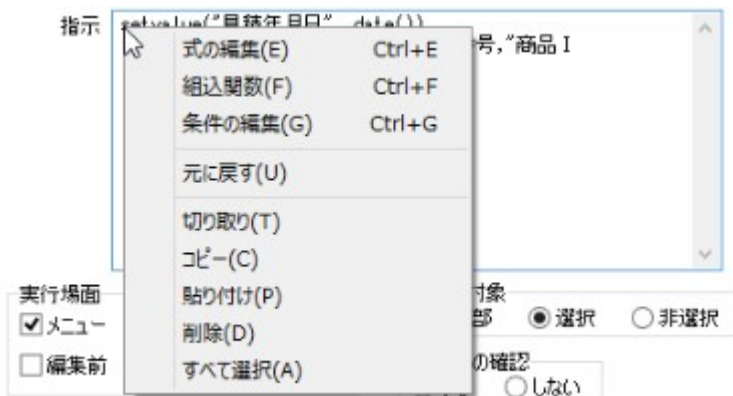 指示 setvalue("見積年月日", date())
号,"商品I
式の編集(E) Ctrl+E
組込関数(F) Ctrl+F
条件の編集(G) Ctrl+G
元に戻す(U)
切り取り(T)
コピー(C)
貼り付け(P)
削除(D)
すべて選択(A)
実行場面
対象
メニュー
部 選択 非選択
編集前
の確認
しない